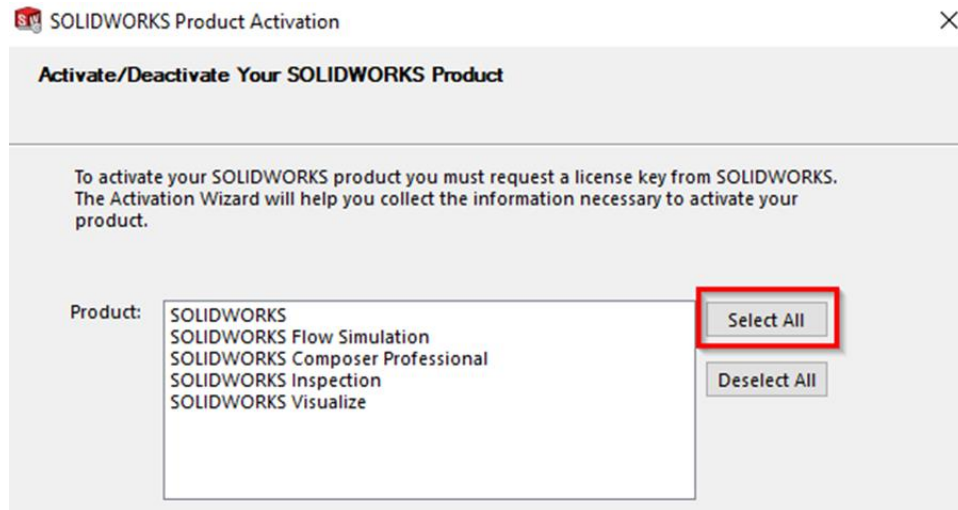 SOLIDWORKS Product Activation
Activate/Deactivate Your SOLIDWORKS Product
To activate your SOLIDWORKS product you must request a license key from SOLIDWORKS.
The Activation Wizard will help you collect the information necessary to activate your
product.
Product:
SOLIDWORKS
SOLIDWORKS Flow Simulation
SOLIDWORKS Composer Professional
SOLIDWORKS Inspection
SOLIDWORKS Visualize
Select All
Deselect All